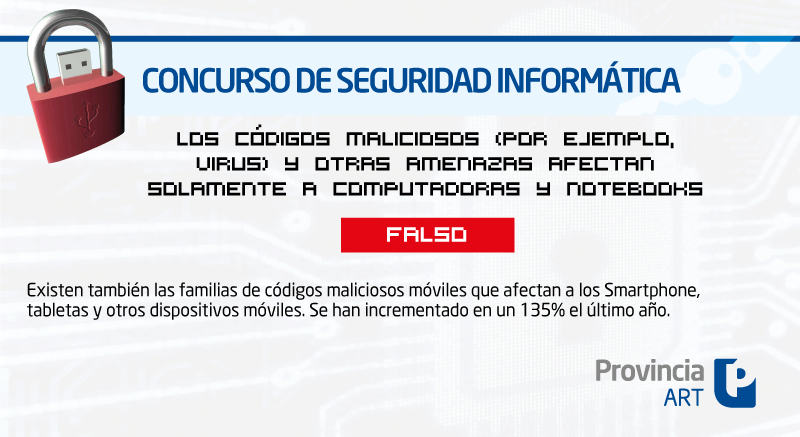 CONCURSO DE SEGURIDAD INFORMÁTICA
LOS CÓDIGOS MALICIOSOS (POR EJEMPLO,
VIRUS) Y OTRAS AMENAZAS AFECTAN
SOLAMENTE A COMPUTADORAS Y NOTEBOOKS
FALSO
Existen también las familias de códigos maliciosos móviles que afectan a los Smartphone,
tabletas y otros dispositivos móviles. Se han incrementado en un 135% el último año.
Provincia
ART